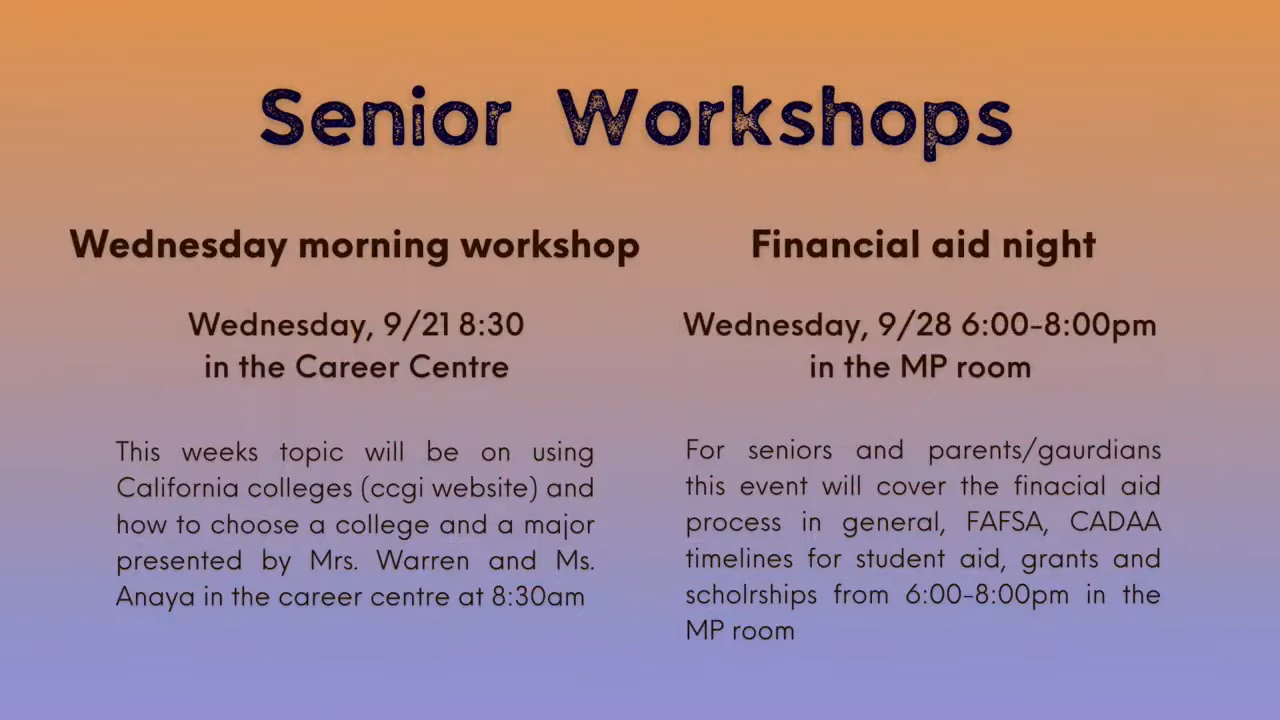 Senior Workshops
Wednesday morning workshop
Wednesday, 9/21 8:30
in the Career Centre
This weeks topic will be on using
California colleges (ccgi website) and
how to choose a college and a major
presented by Mrs. Warren and Ms.
Anaya in the career centre at 8:30am
Financial aid night
Wednesday, 9/28 6:00-8:00pm
in the MP room
For seniors and parents/gaurdians
this event will cover the finacial aid
process in general, FAFSA, CADAA
timelines for student aid, grants and
scholrships from 6:00-8:00pm in the
MP room